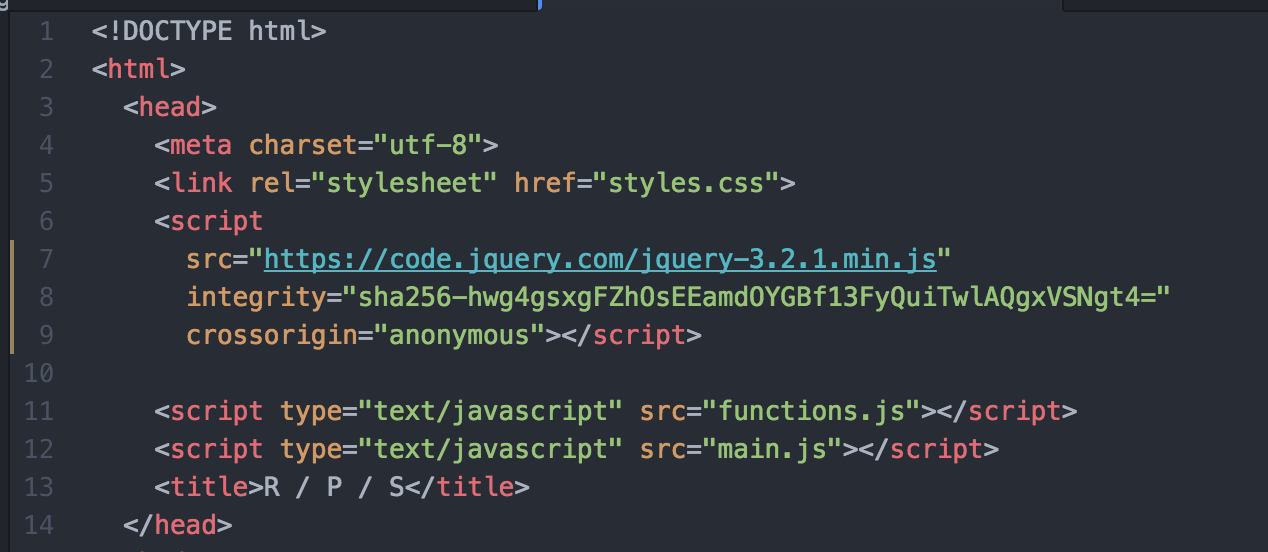 1 <!DOCTYPE html>
2 <html>
3 <head>
4 <meta charset="utf-8">
5 <link rel="stylesheet" href="styles.css">
6 <script
7 src="https://code.jquery.com/jquery-3.2.1.min.js"
8 integrity="sha256-hwg4gsxgFZhOsEEamdOYGBf13FyQuiTwlAQgxVSNgt4="
9 crossorigin="anonymous"></script>
10
11 <script type="text/javascript" src="functions.js"></script>
12 <script type="text/javascript" src="main.js"></script>
13 <title>R / P / S</title>
14 </head>